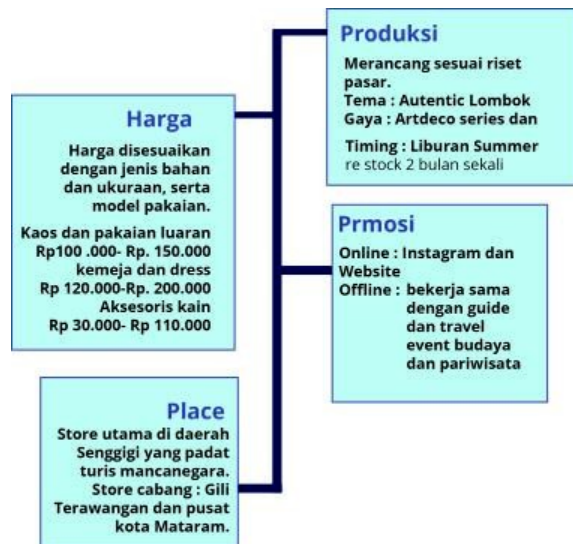 Produksi
Merancang sesuai riset
pasar.
Tema : Autentic Lombok
Gaya : Artdeco series dan
Timing : Liburan Summer
re stock 2 bulan sekali
Harga
Harga disesuaikan
dengan jenis bahan
dan ukuraan, serta
model pakaian.
Kaos dan pakaian luaran
Rp100 .000- Rp. 150.000
kemeja dan dress
Rp 120.000-Rp. 200.000
Aksesoris kain
Rp 30.000- Rp 110.000
Prmosi
Online : Instagram dan
Website
Offline : bekerja sama
dengan guide
dan travel
event budaya
dan pariwisata
Place
Store utama di daerah
Senggigi yang padat
turis mancanegara.
Store cabang : Gili
Terawangan dan pusat
kota Mataram.